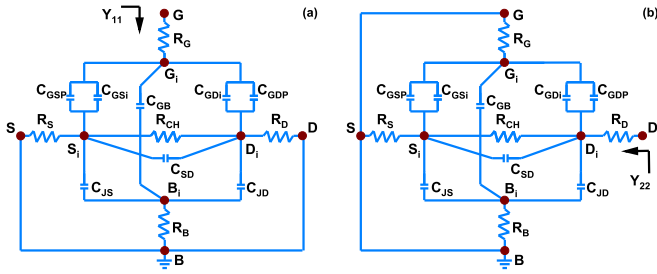 Y11 G (a)
RG
Gi
CGSP CGSi CGDi CGDP
CGB
S RS RCH RD D
Si Di
CSD
CJS Bi CJD
RB
B
G (b)
RG
Gi
CGSP CGSi CGDi CGDP
CGB
S RS RCH RD D
Si Di
CSD
Y22
CJS Bi CJD
RB
B